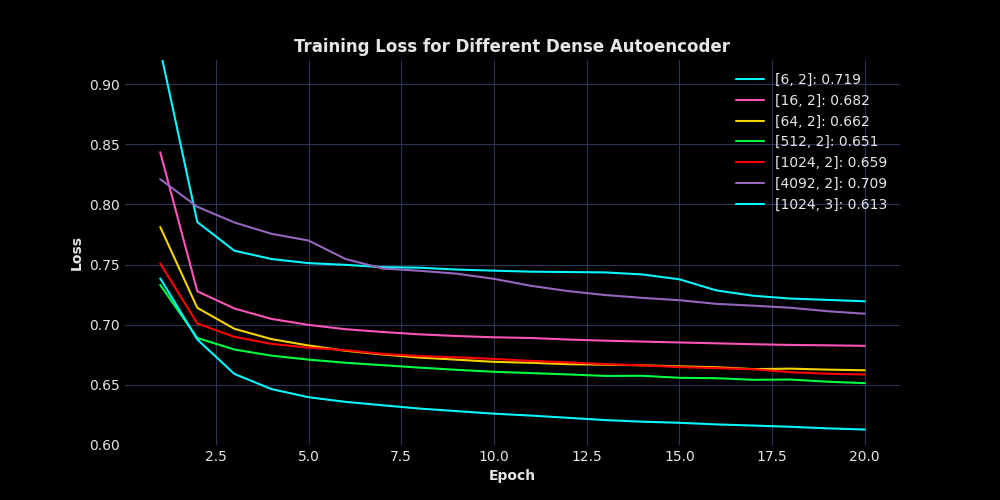 Training Loss for Different Dense Autoencoder
Loss
0.90
0.85
0.80
0.75
0.70
0.65
0.60
[6, 2]: 0.719
[16, 2]: 0.682
[64, 2]: 0.662
[512, 2]: 0.651
[1024, 2]: 0.659
[4092, 2]: 0.709
[1024, 3]: 0.613
2.5 5.0 7.5 10.0 12.5 15.0 17.5 20.0
Epoch